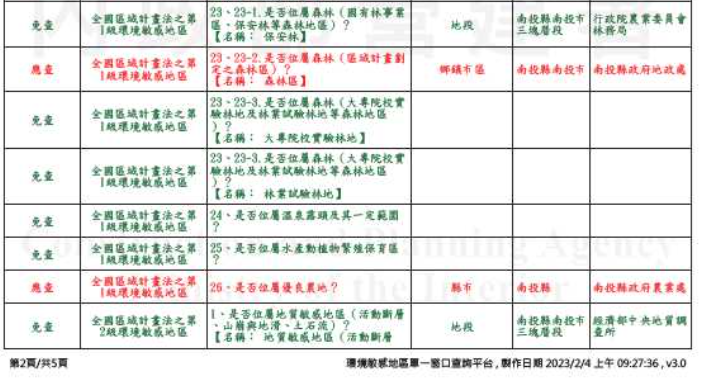 免查
全國區域計畫法之第
1級環境敏感地區
23、23-1.是否位屬森林（國有林事業
區、保安林等森林地區）？
【名稱： 保安林】
地段
南投縣南投市
三塊厝段
行政院農業委員會
林務局
應查
全國區域計畫法之第
1級環境敏感地區
23、23-2.是否位屬森林（區域計畫劃
定之森林區）？
【名稱： 森林區】
鄉鎮市區
南投縣南投市
南投縣政府地政處
免查
全國區域計畫法之第
1級環境敏感地區
23、23-3.是否位屬森林（大專院校實
驗林地及林業試驗林地等森林地區
）？
【名稱： 大專院校實驗林地】
免查
全國區域計畫法之第
1級環境敏感地區
23、23-3.是否位屬森林（大專院校實
驗林地及林業試驗林地等森林地區
）？
【名稱： 林業試驗林地】
免查
全國區域計畫法之第
1級環境敏感地區
24、是否位屬溫泉露頭及其一定範圍
？
免查
全國區域計畫法之第
1級環境敏感地區
25、是否位屬水產動植物繁殖保育區
？
應查
全國區域計畫法之第
1級環境敏感地區
26、是否位屬優良農地？
縣市
南投縣
南投縣政府農業處
免查
全國區域計畫法之第
2級環境敏感地區
1、是否位屬地質敏感地區（活動斷層
、山崩與地滑、土石流）？
【名稱： 地質敏感地區（活動斷層
地段
南投縣南投市
三塊厝段
經濟部中央地質調
查所
第2頁/共5頁
環境敏感地區單一窗口查詢平台，製作日期 2023/2/4 上午 09:27:36，v3.0